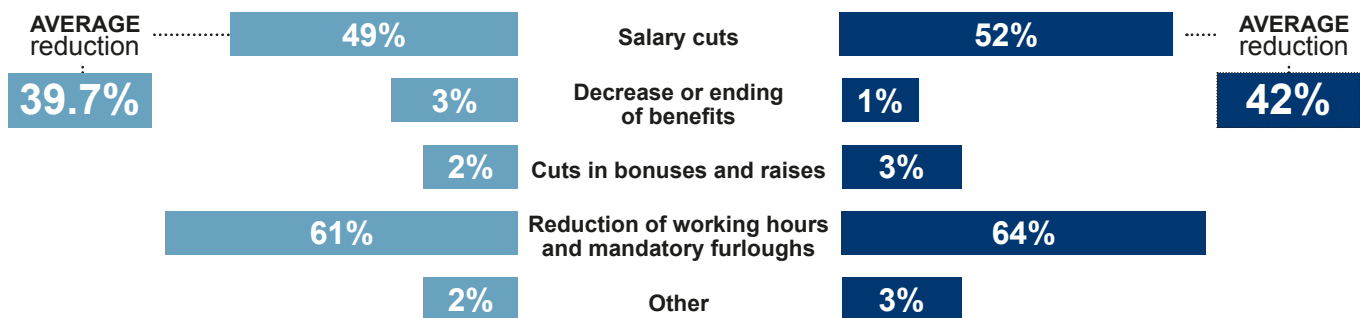 AVERAGE
reduction
39.7%
49%
Salary cuts
52%
AVERAGE
reduction
42%
3%
Decrease or ending
of benefits
1%
2%
Cuts in bonuses and raises
3%
61%
Reduction of working hours
and mandatory furloughs
64%
2%
Other
3%